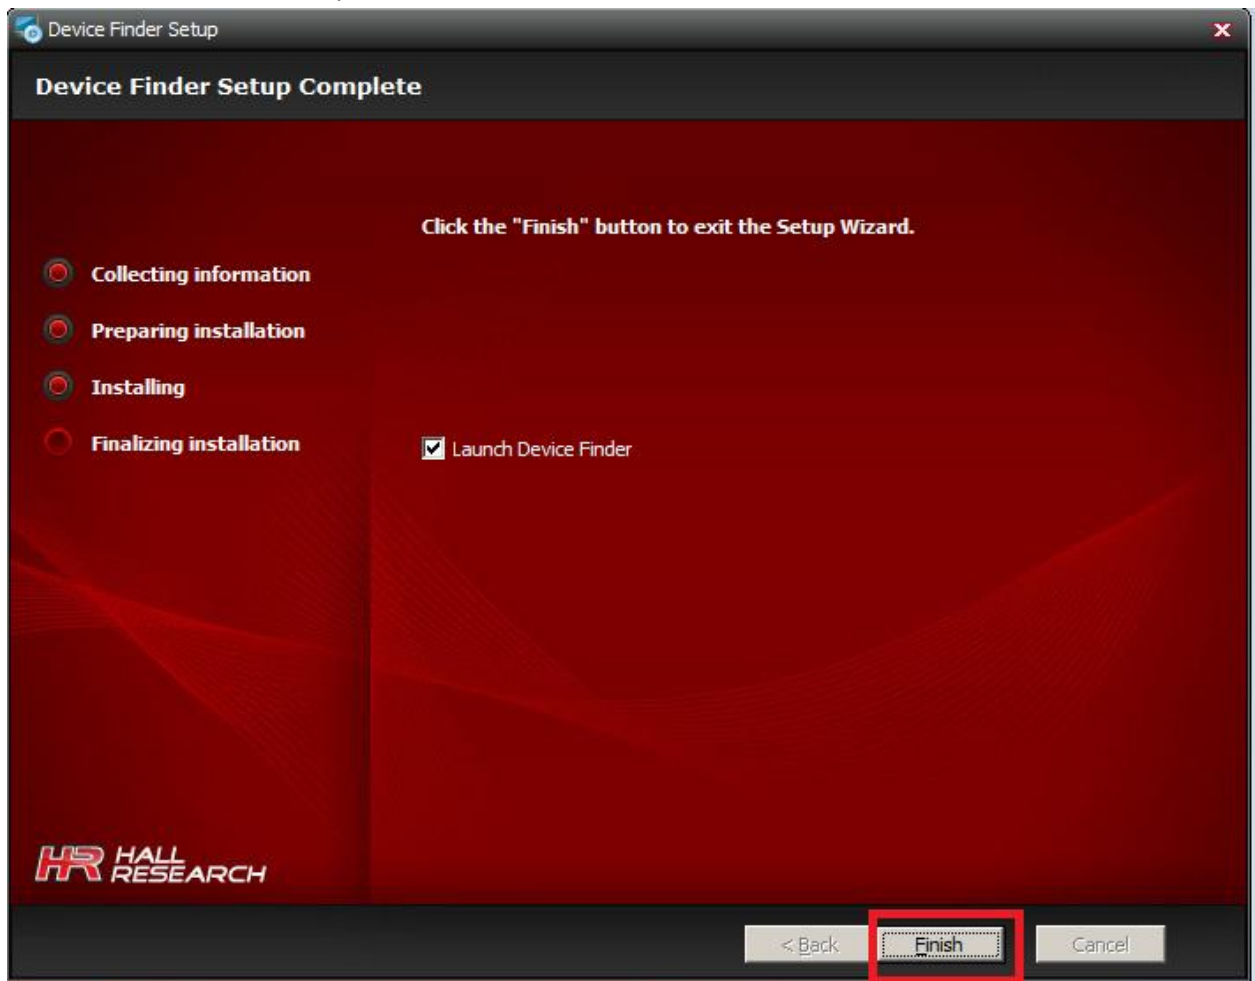 Device Finder Setup
Device Finder Setup Complete
Click the "Finish" button to exit the Setup Wizard.
Collecting information
Preparing installation
Installing
Finalizing installation
Launch Device Finder
HR HALL
RESEARCH
< Back
Finish
Cancel